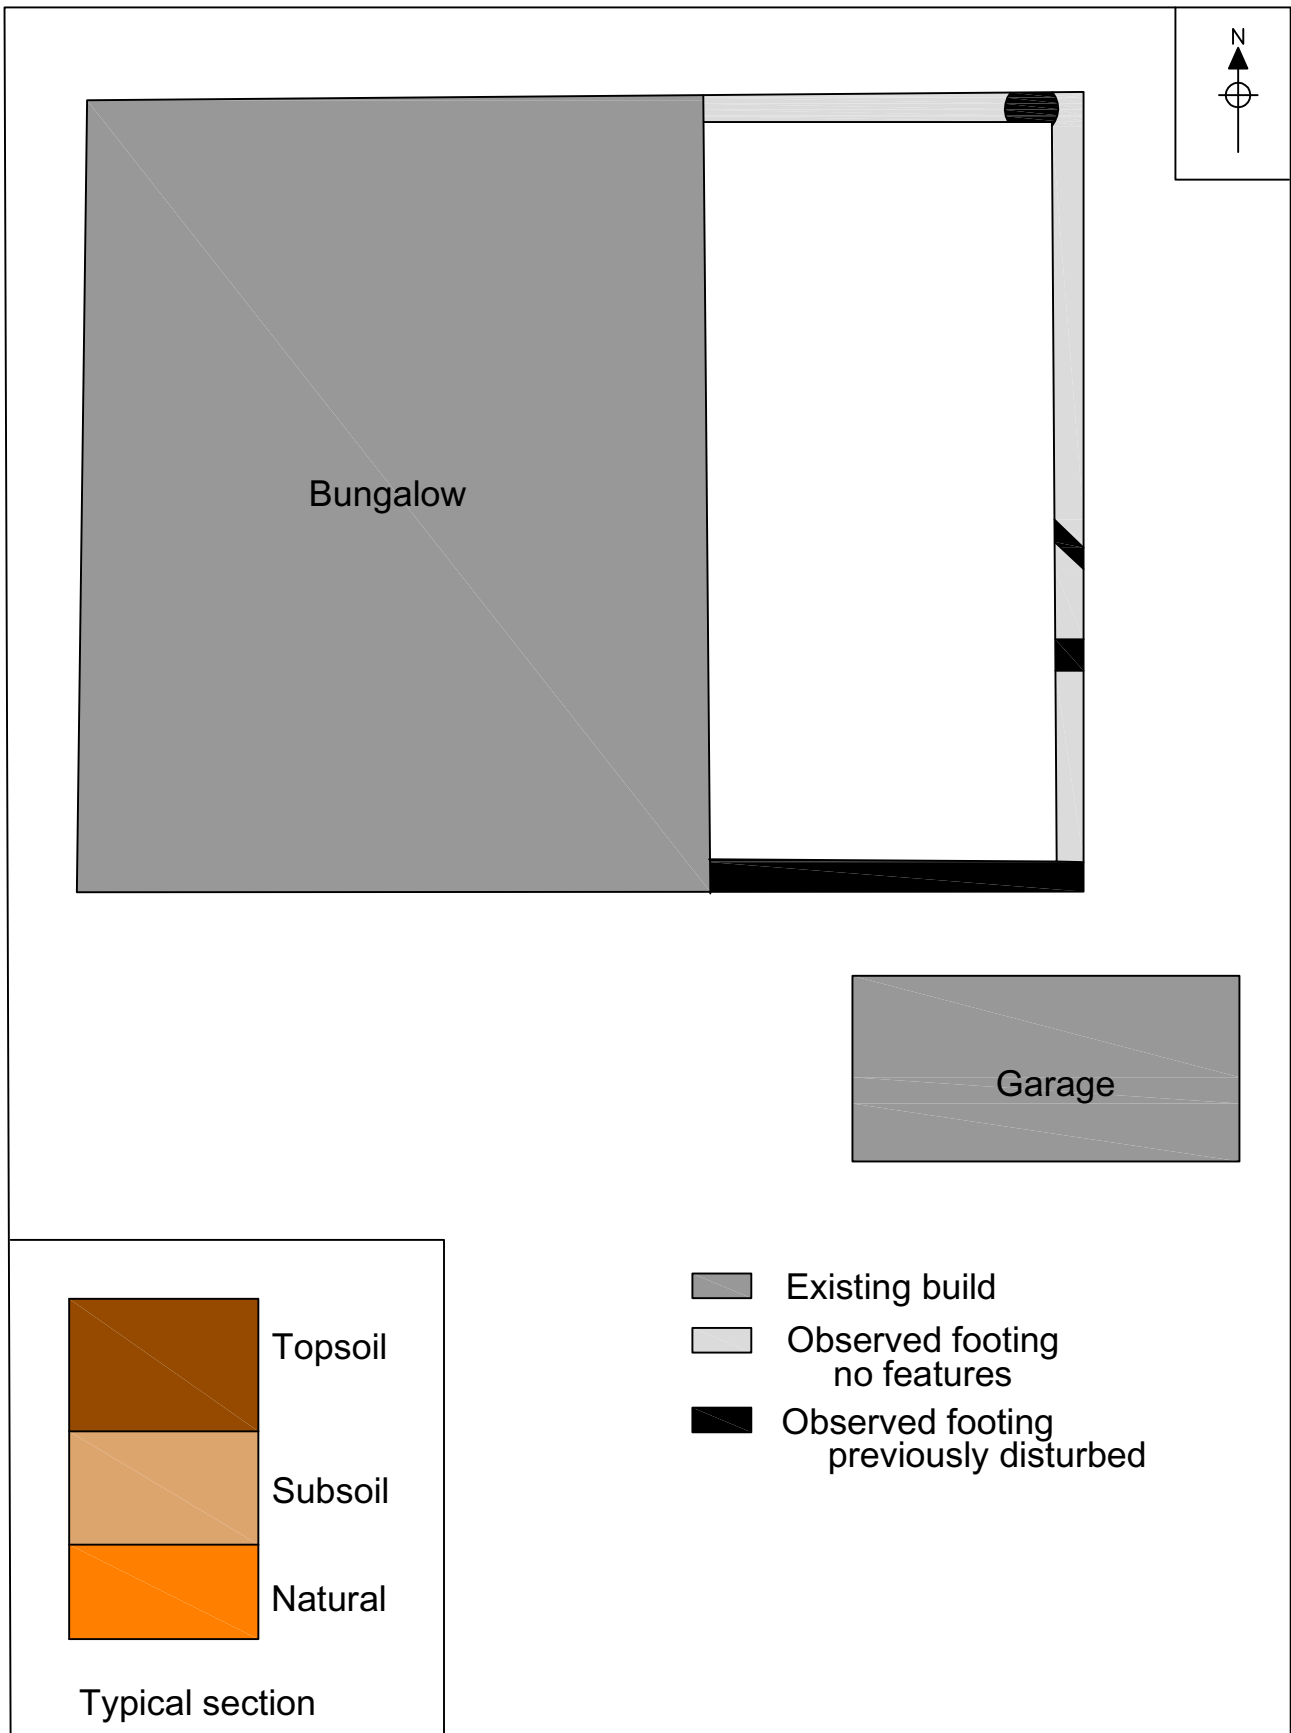 N
Bungalow
Garage
Existing build
Observed footing
no features
Observed footing
previously disturbed
Topsoil
Subsoil
Natural
Typical section